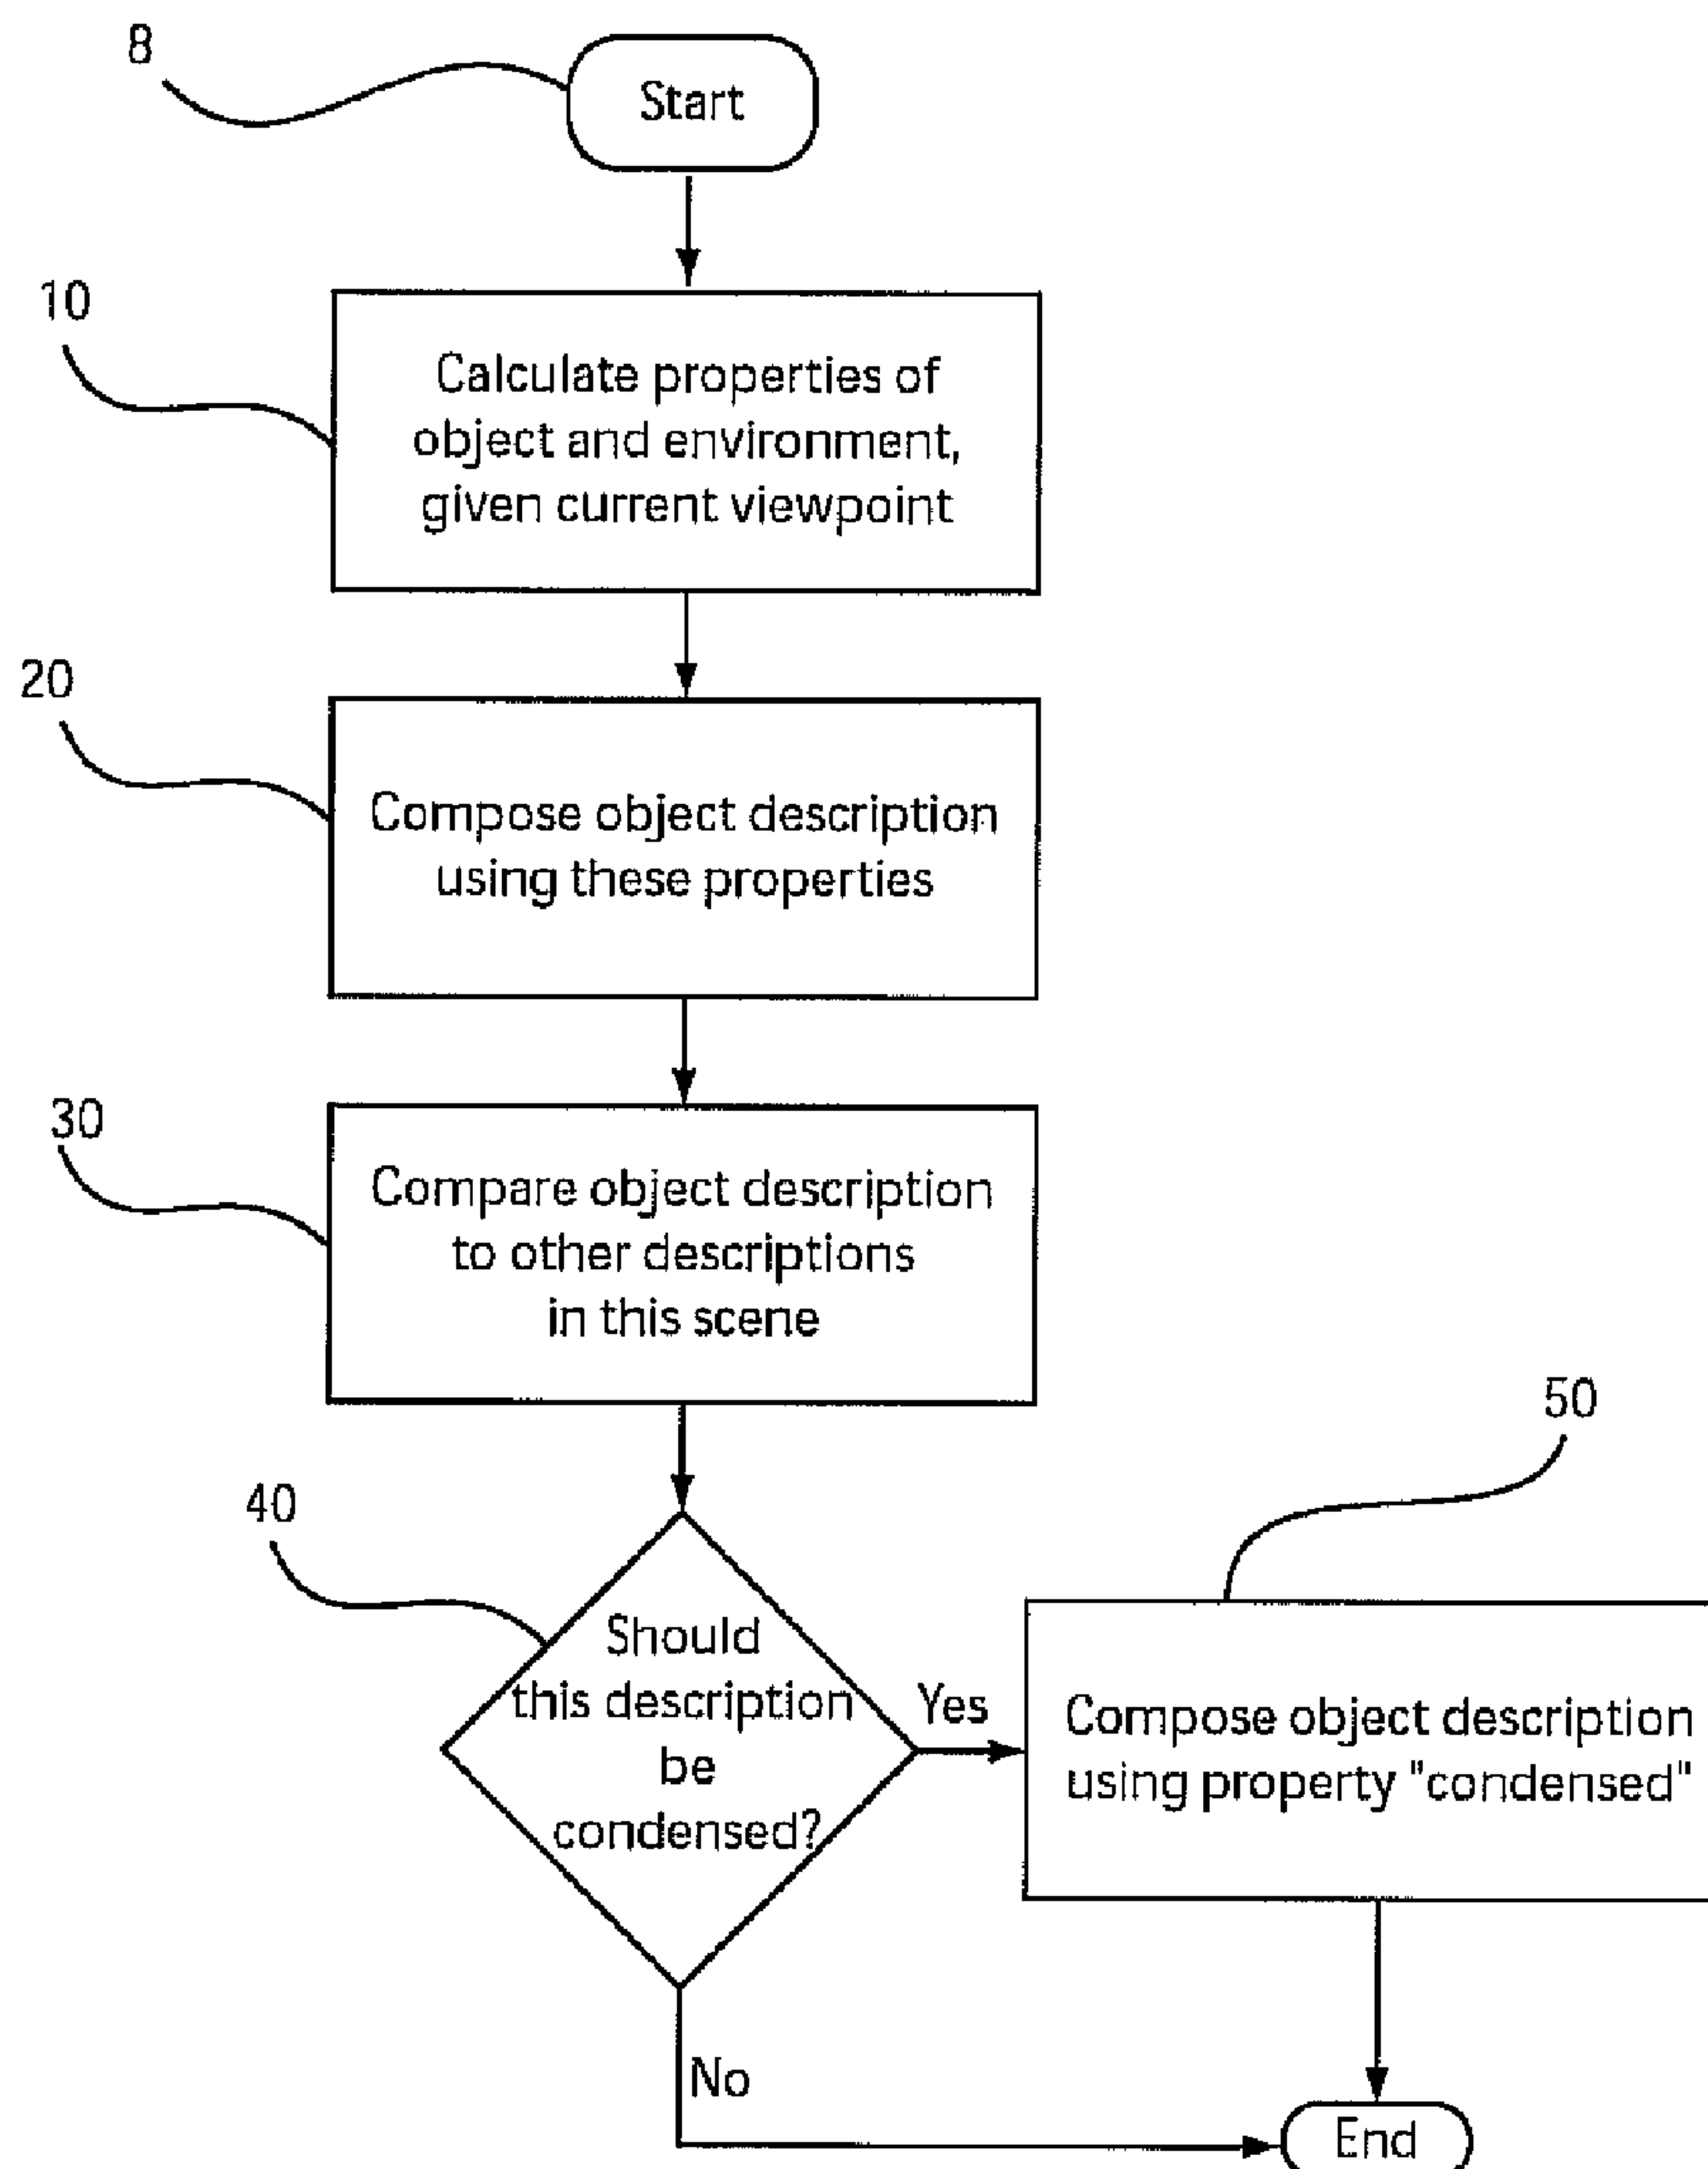 8
Start
10
Calculate properties of
object and environment,
given current viewpoint
20
Compose object description
using these properties
30
Compare object description
to other descriptions
in this scene
50
40
Should
this description
be
condensed?
Yes
Compose object description
using property "condensed"
No
End